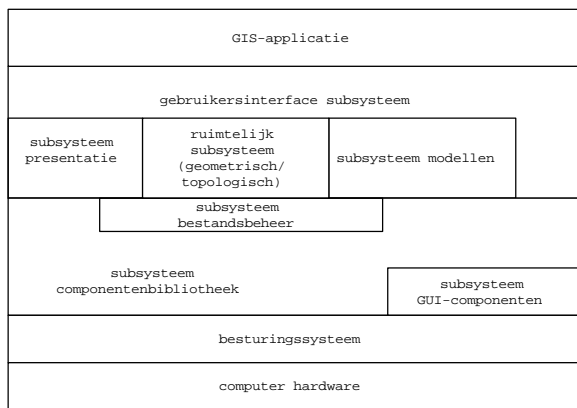 GIS-applicatie
gebruikersinterface subsysteem
subsysteem
presentatie
ruimtelijk
subsysteem
(geometrisch/
topologisch)
subsysteem modellen
subsysteem
bestandsbeheer
subsysteem
componentenbibliotheek
subsysteem
GUI-componenten
besturingssysteem
computer hardware